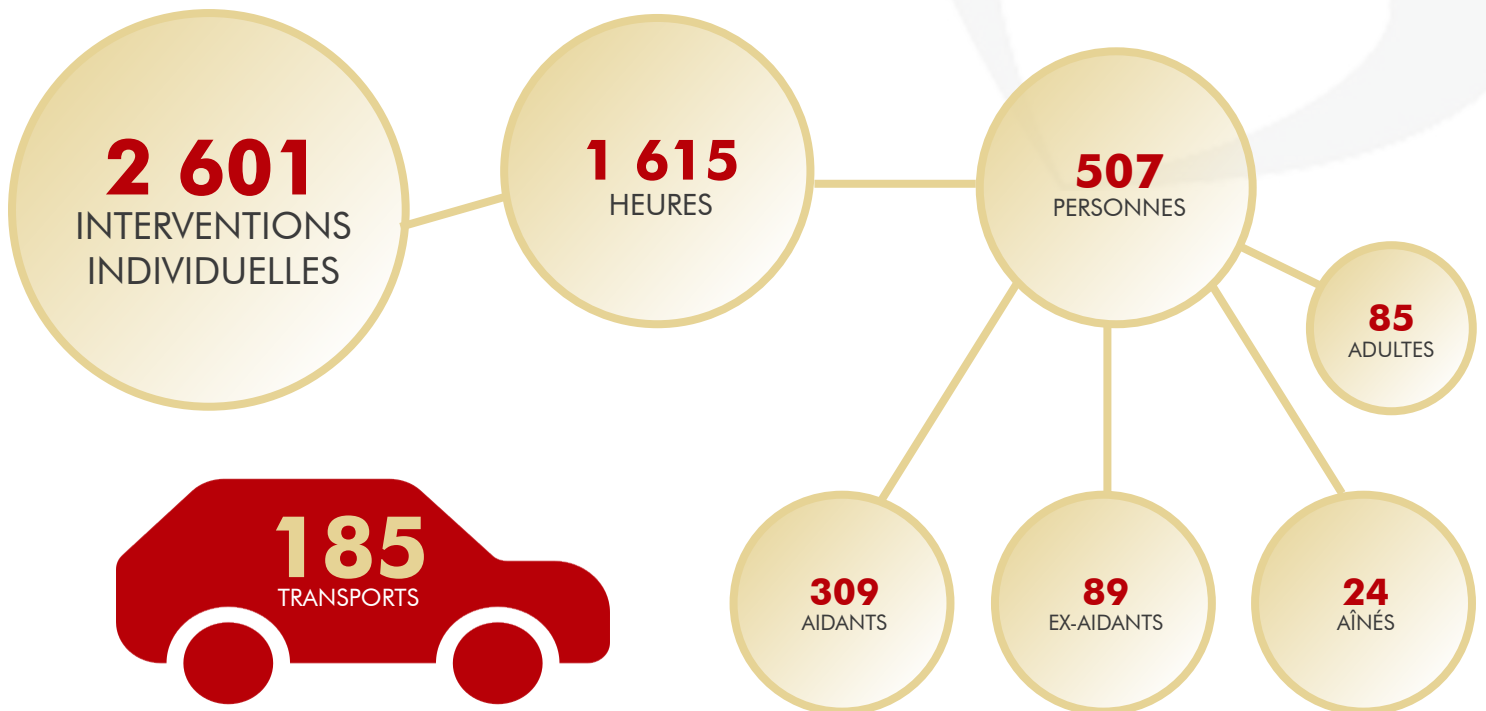 2 601
INTERVENTIONS
INDIVIDUELLES
1 615
HEURES
507
PERSONNES
85
ADULTES
185
TRANSPORTS
309
AIDANTS
89
EX-AIDANTS
24
AÎNÉS